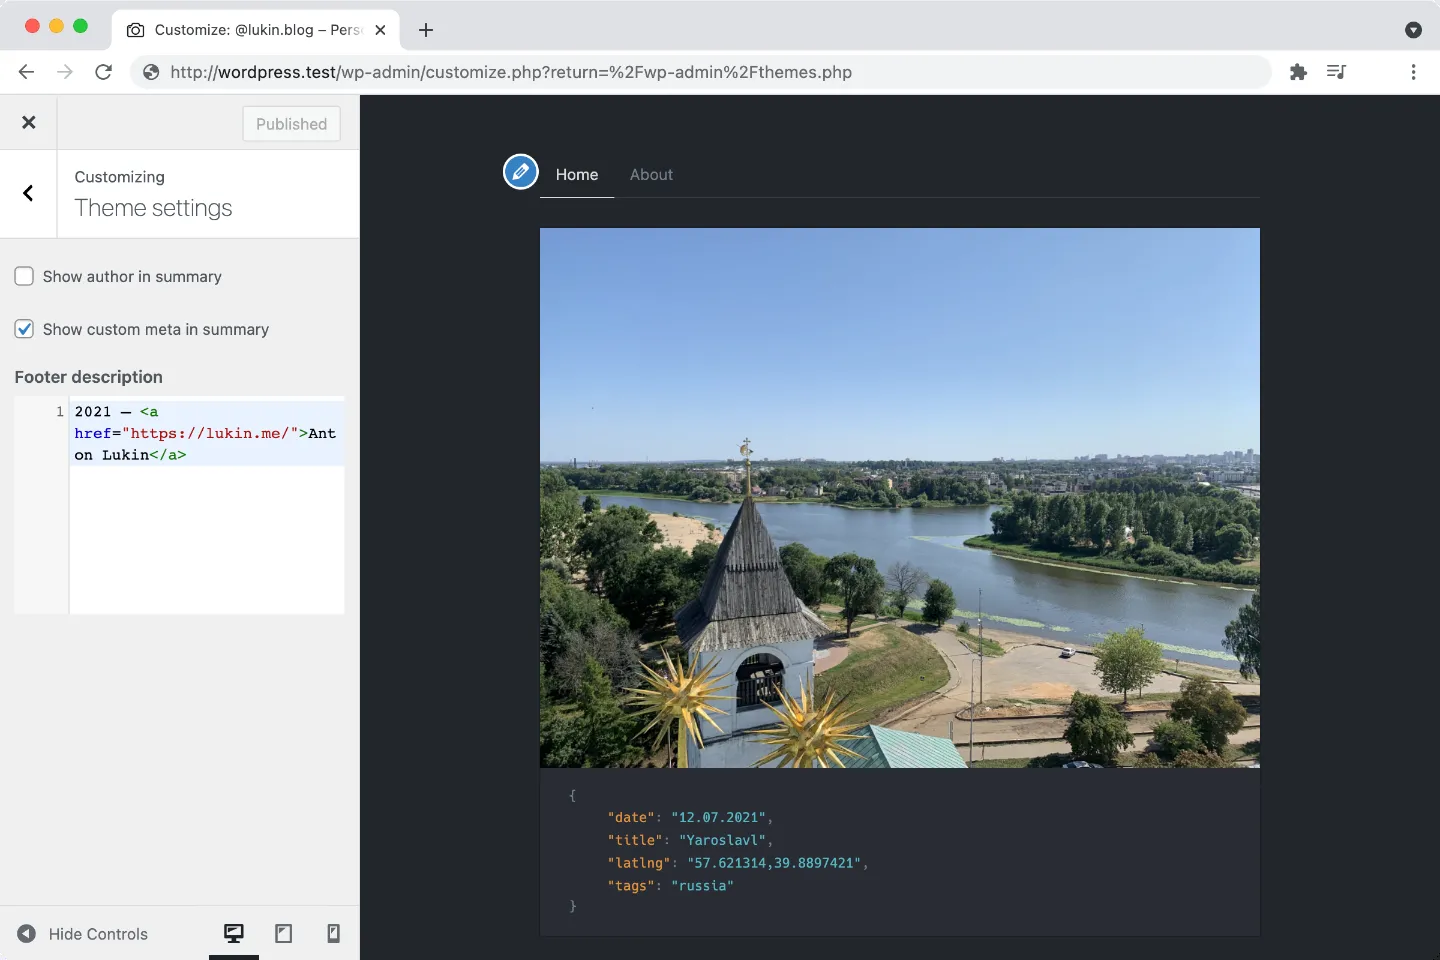 Customize: @lukin.blog – Pers
http://wordpress.test/wp-admin/customize.php?return=%2Fwp-admin%2Fthemes.php
Published
Customizing
Theme settings
Show author in summary
Show custom meta in summary
Footer description
1 2021 — <a
href="https://lukin.me/">Ant
on Lukin</a>
Hide Controls
Home About
{
"date": "12.07.2021",
"title": "Yaroslavl",
"latlng": "57.621314,39.8897421",
"tags": "russia"
}